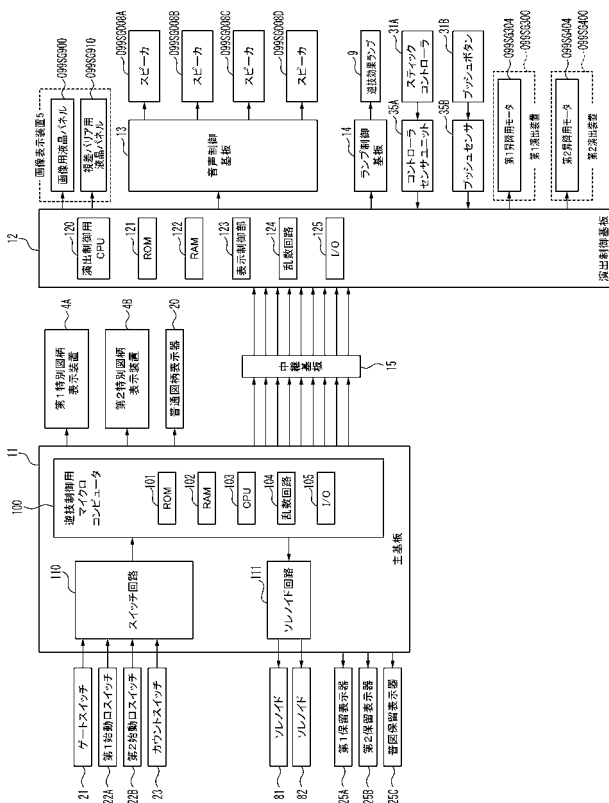 11
100
遊技制御用
マイクロ
コンピュータ
101
ROM
102
RAM
103
CPU
104
乱数回路
105
I/O
110
スイッチ回路
111
ソレノイド回路
主基板
21
ゲートスイッチ
22A
第1始動口スイッチ
22B
第2始動口スイッチ
23
カウントスイッチ
81
ソレノイド
82
ソレノイド
25A
第1保留表示器
25B
第2保留表示器
25C
普図保留表示器
4A
第1特別図柄
表示装置
4B
第2特別図柄
表示装置
20
普通図柄表示器
中継基板
15
12
120
演出制御用
CPU
121
ROM
122
RAM
123
表示制御部
124
乱数回路
125
I/O
演出制御基板
画像表示装置5
画像用液晶パネル
099SG900
視差バリア用
液晶パネル
099SG910
13
音声制御
基板
スピーカ
099SG008A
スピーカ
099SG008B
スピーカ
099SG008C
スピーカ
099SG008D
14
ランプ制御
基板
9
遊技効果ランプ
35A
コントローラ
センサユニット
31A
スティック
コントローラ
35B
プッシュセンサ
31B
プッシュボタン
第1昇降用モータ
099SG304
099SG300
第1演出装置
第2昇降用モータ
099SG404
099SG400
第2演出装置